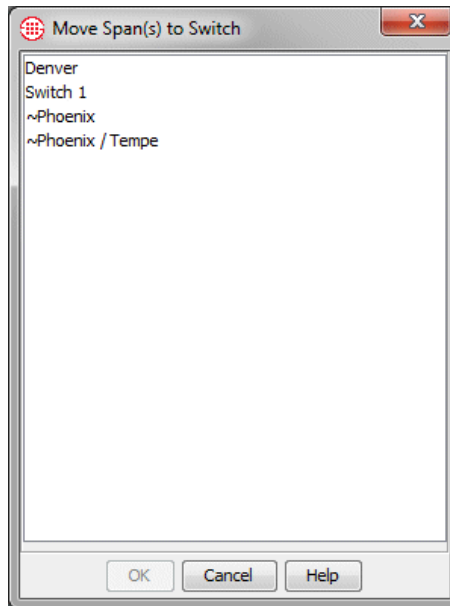 Move Span(s) to Switch
Denver
Switch 1
~Phoenix
~Phoenix / Tempe
OK Cancel Help